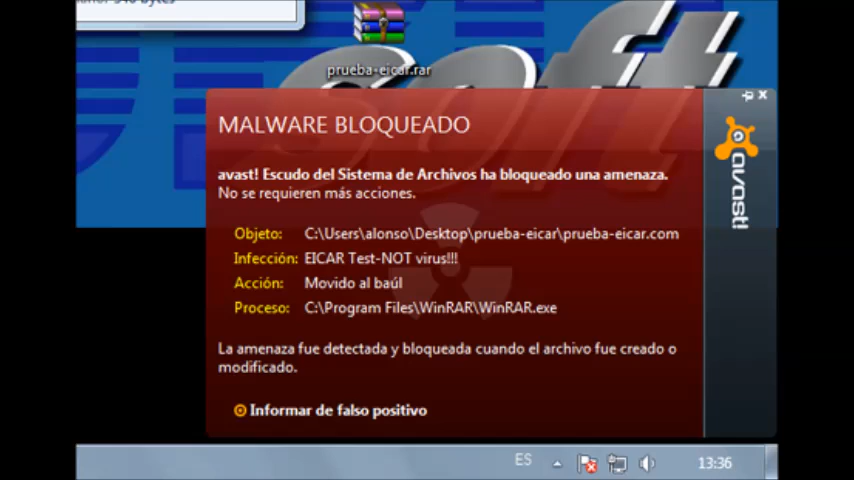 prueba-eicar.rar
MALWARE BLOQUEADO
avast! Escudo del Sistema de Archivos ha bloqueado una amenaza.
No se requieren más acciones.
Objeto: C:\Users\alonso\Desktop\prueba-eicar\prueba-eicar.com
Infección: EICAR Test-NOT virus!!!
Acción: Movido al baúl
Proceso: C:\Program Files\WinRAR\WinRAR.exe
La amenaza fue detectada y bloqueada cuando el archivo fue creado o
modificado.
Informar de falso positivo
avast!
soft
ES
13:36